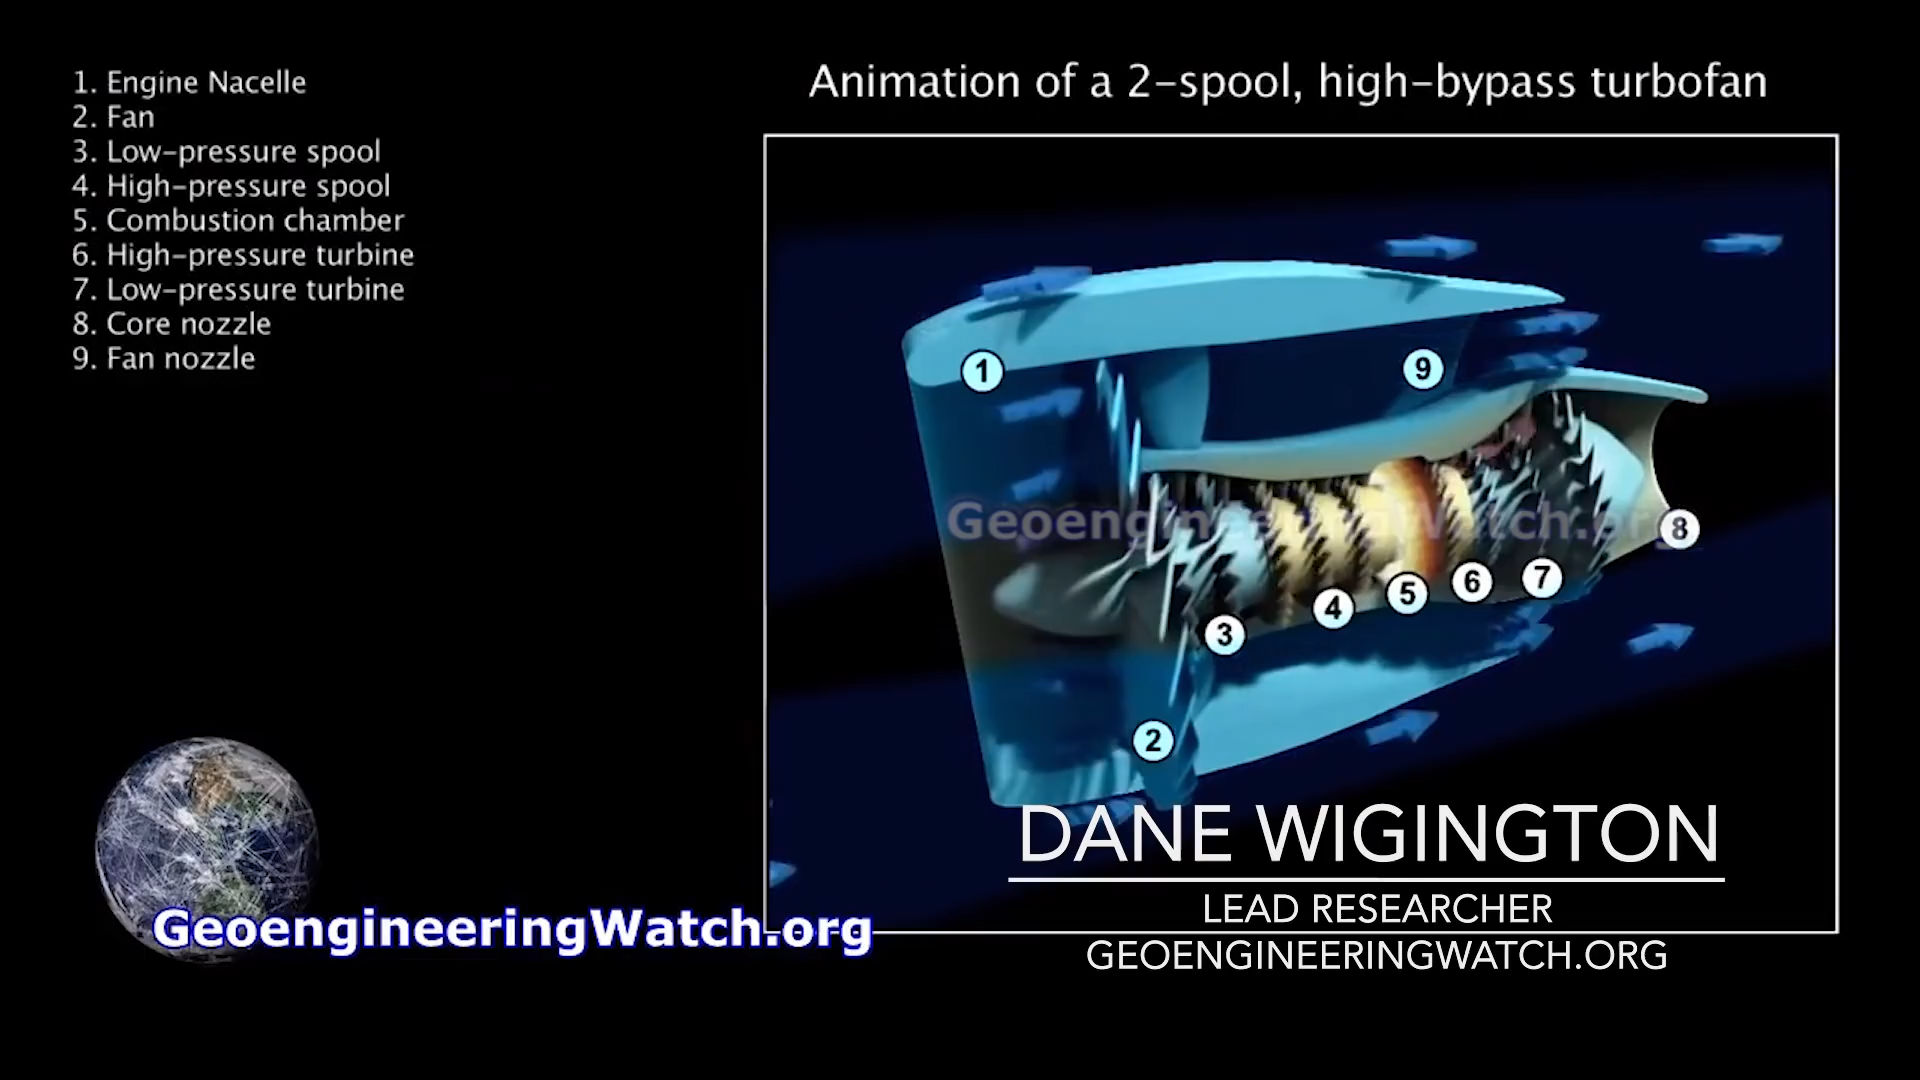 1. Engine Nacelle
2. Fan
3. Low-pressure spool
4. High-pressure spool
5. Combustion chamber
6. High-pressure turbine
7. Low-pressure turbine
8. Core nozzle
9. Fan nozzle
Animation of a 2-spool, high-bypass turbofan
1
9
GeoengineeringWatch.org
8
7
6
5
4
3
2
DANE WIGINGTON
LEAD RESEARCHER
GEOENGINEERINGWATCH.ORG
GeoengineeringWatch.org